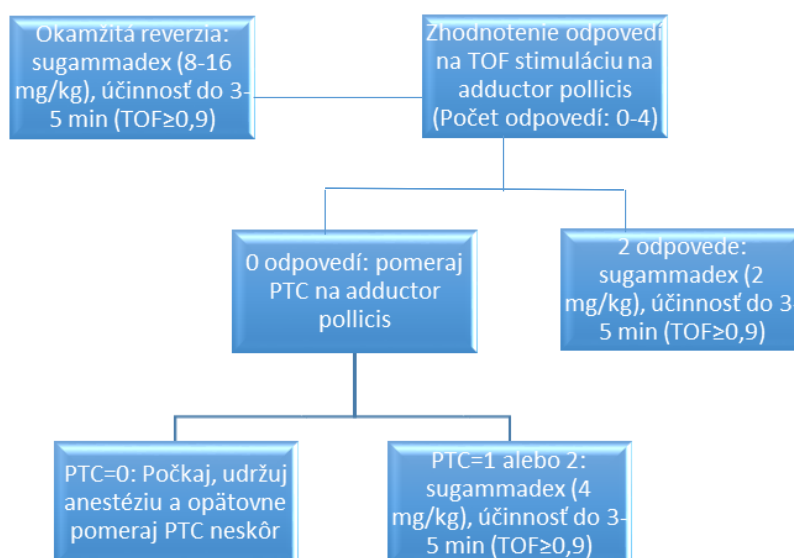 Okamžitá reverzia:
sugammadex (8-16
mg/kg), účinnosť do 3-
5 min (TOF≥0,9)
Zhodnotenie odpovedí
na TOF stimuláciu na
adductor pollicis
(Počet odpovedí: 0-4)
0 odpovedí: pomeraj
PTC na adductor
pollicis
2 odpovede:
sugammadex (2
mg/kg), účinnosť do 3-
5 min (TOF≥0,9)
PTC=0: Počkaj, udržuj
anestéziu a opätovne
pomeraj PTC neskôr
PTC=1 alebo 2:
sugammadex (4
mg/kg), účinnosť do 3-
5 min (TOF≥0,9)